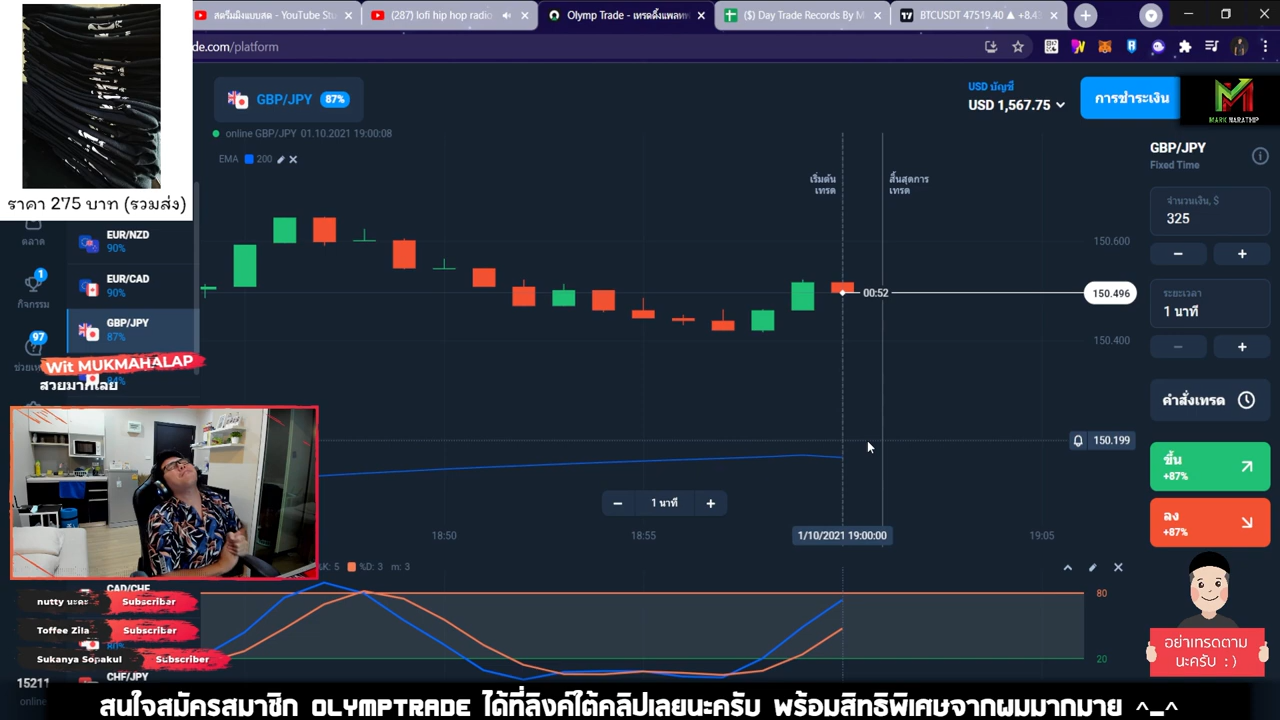 สตรีมมิงแบบสด - YouTube Stu
(287) lofi hip hop radio
Olymp Trade - เทรดดิ้งแพลทฟ
($) Day Trade Records By M
BTCUSDT 47519.40 ▲ +8.43
de.com/platform
ราคา 275 บาท (รวมส่ง)
GBP/JPY 87%
USD บัญชี
USD 1,567.75
การชำระเงิน
MARK NARATHIP
online GBP/JPY 01.10.2021 19:00:08
EMA 200
เริ่มต้น
เทรด
สิ้นสุดการ
เทรด
GBP/JPY
Fixed Time
จำนวนเงิน, $
325
ระยะเวลา
1 นาที
คำสั่งเทรด
ขึ้น
+87%
ลง
+87%
ตลาด
1
กิจกรรม
97
EUR/NZD
90%
EUR/CAD
90%
GBP/JPY
87%
Wit MUKMAHALAP
สวยมากเลย
150.600
150.496
00:52
150.400
150.199
1 นาที
18:50
18:55
1/10/2021 19:00:00
19:05
%K: 5 %D: 3 m: 3
80
20
CAD/CHF
nutty นะคะ Subscriber
Toffee Zila Subscriber
Sukanya Sopakul Subscriber
CHF/JPY
15211
online
อย่าเทรดตาม
นะครับ : )
สนใจสมัครสมาชิก OLYMPTRADE ได้ที่ลิงค์ใต้คลิปเลยนะครับ พร้อมสิทธิพิเศษจากผมมากมาย ^_^